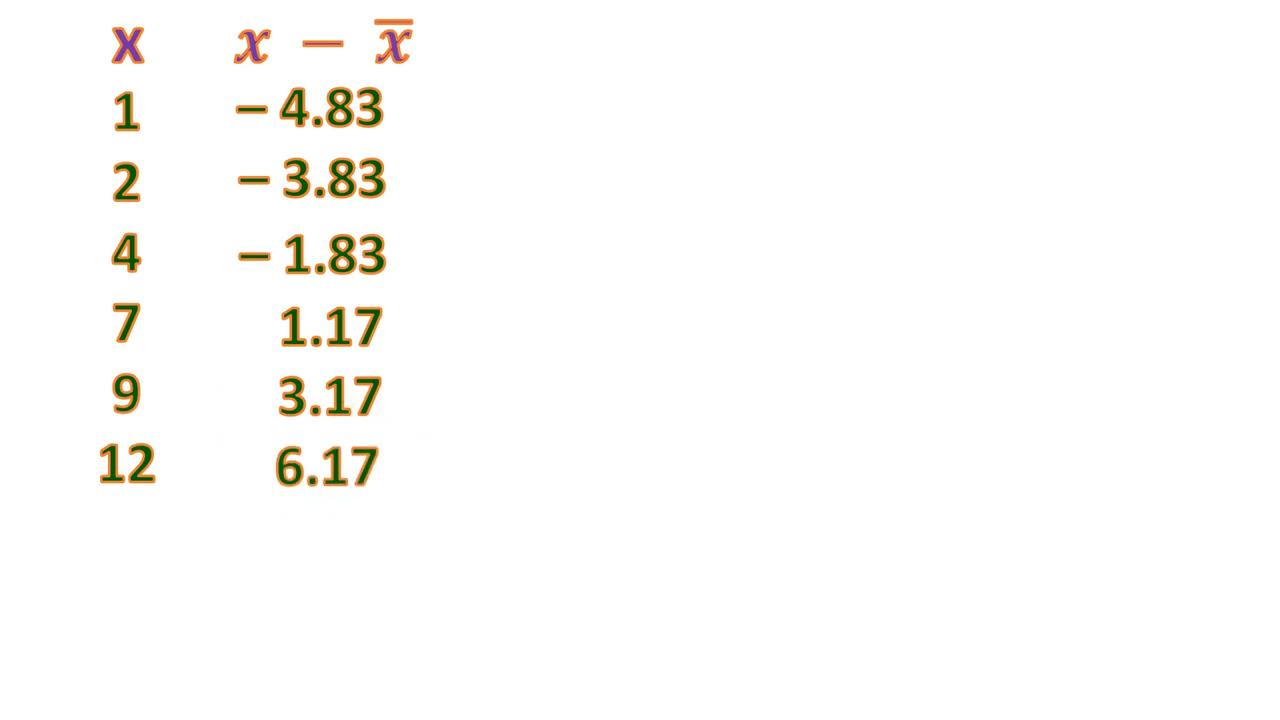 x x − x̅
1 – 4.83
2 – 3.83
4 – 1.83
7 1.17
9 3.17
12 6.17